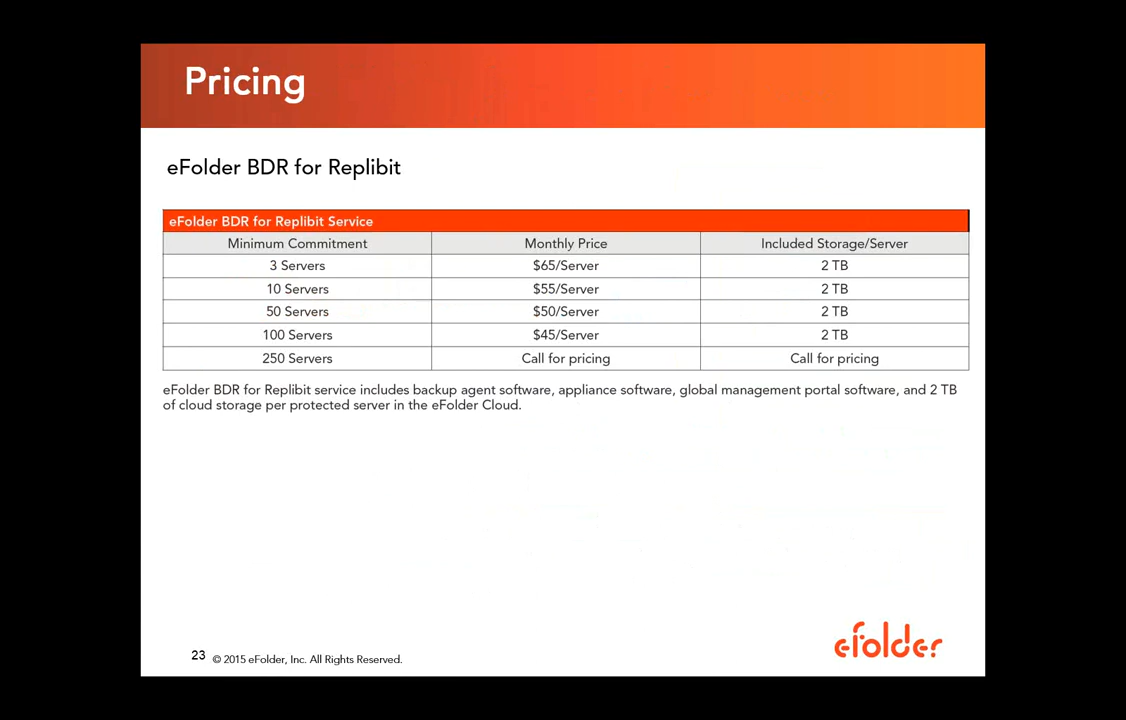 Pricing
eFolder BDR for Replibit
eFolder BDR for Replibit Service
Minimum Commitment Monthly Price Included Storage/Server
3 Servers $65/Server 2 TB
10 Servers $55/Server 2 TB
50 Servers $50/Server 2 TB
100 Servers $45/Server 2 TB
250 Servers Call for pricing Call for pricing
eFolder BDR for Replibit service includes backup agent software, appliance software, global management portal software, and 2 TB
of cloud storage per protected server in the eFolder Cloud.
efolder
23 © 2015 eFolder, Inc. All Rights Reserved.